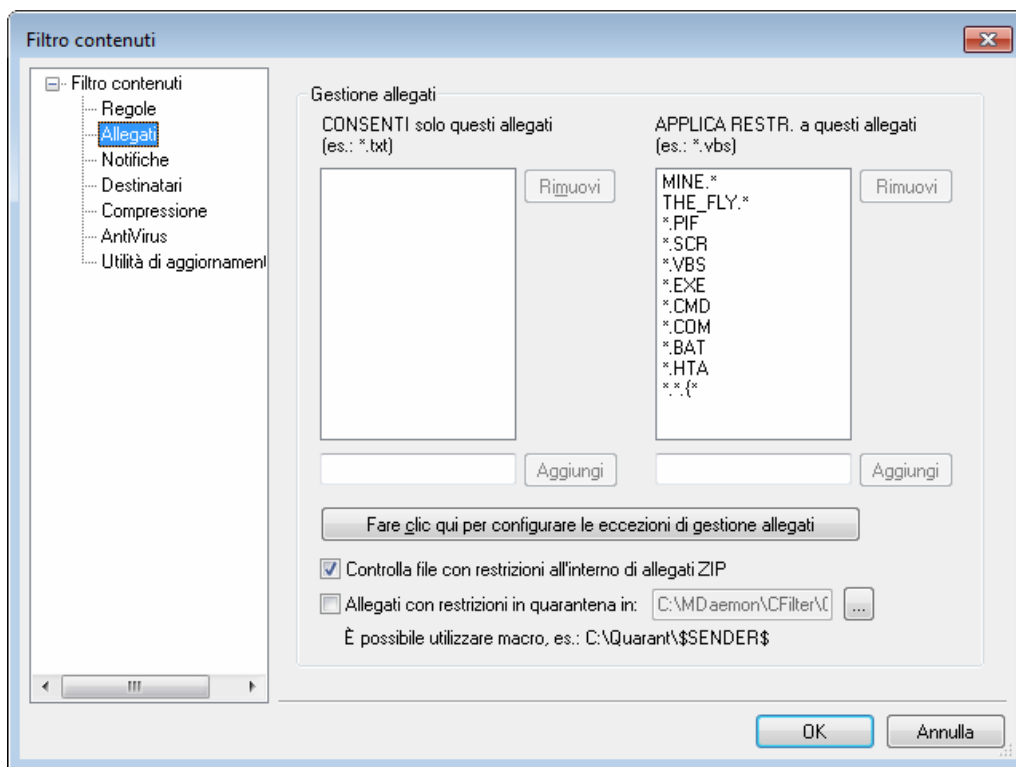 Filtro contenuti
Filtro contenuti
Regole
Allegati
Notifiche
Destinatari
Compressione
AntiVirus
Utilità di aggiornament
Gestione allegati
CONSENTI solo questi allegati
(es.: *.txt)
Rimuovi
Aggiungi
APPLICA RESTR. a questi allegati
(es.: *.vbs)
MINE.*
THE_FLY.*
*.PIF
*.SCR
*.VBS
*.EXE
*.CMD
*.COM
*.BAT
*.HTA
*.*.{*
Rimuovi
Aggiungi
Fare clic qui per configurare le eccezioni di gestione allegati
Controlla file con restrizioni all'interno di allegati ZIP
Allegati con restrizioni in quarantena in: C:\MDaemon\CFilter\ ...
È possibile utilizzare macro, es.: C:\Quarant\$SENDER$
OK
Annulla